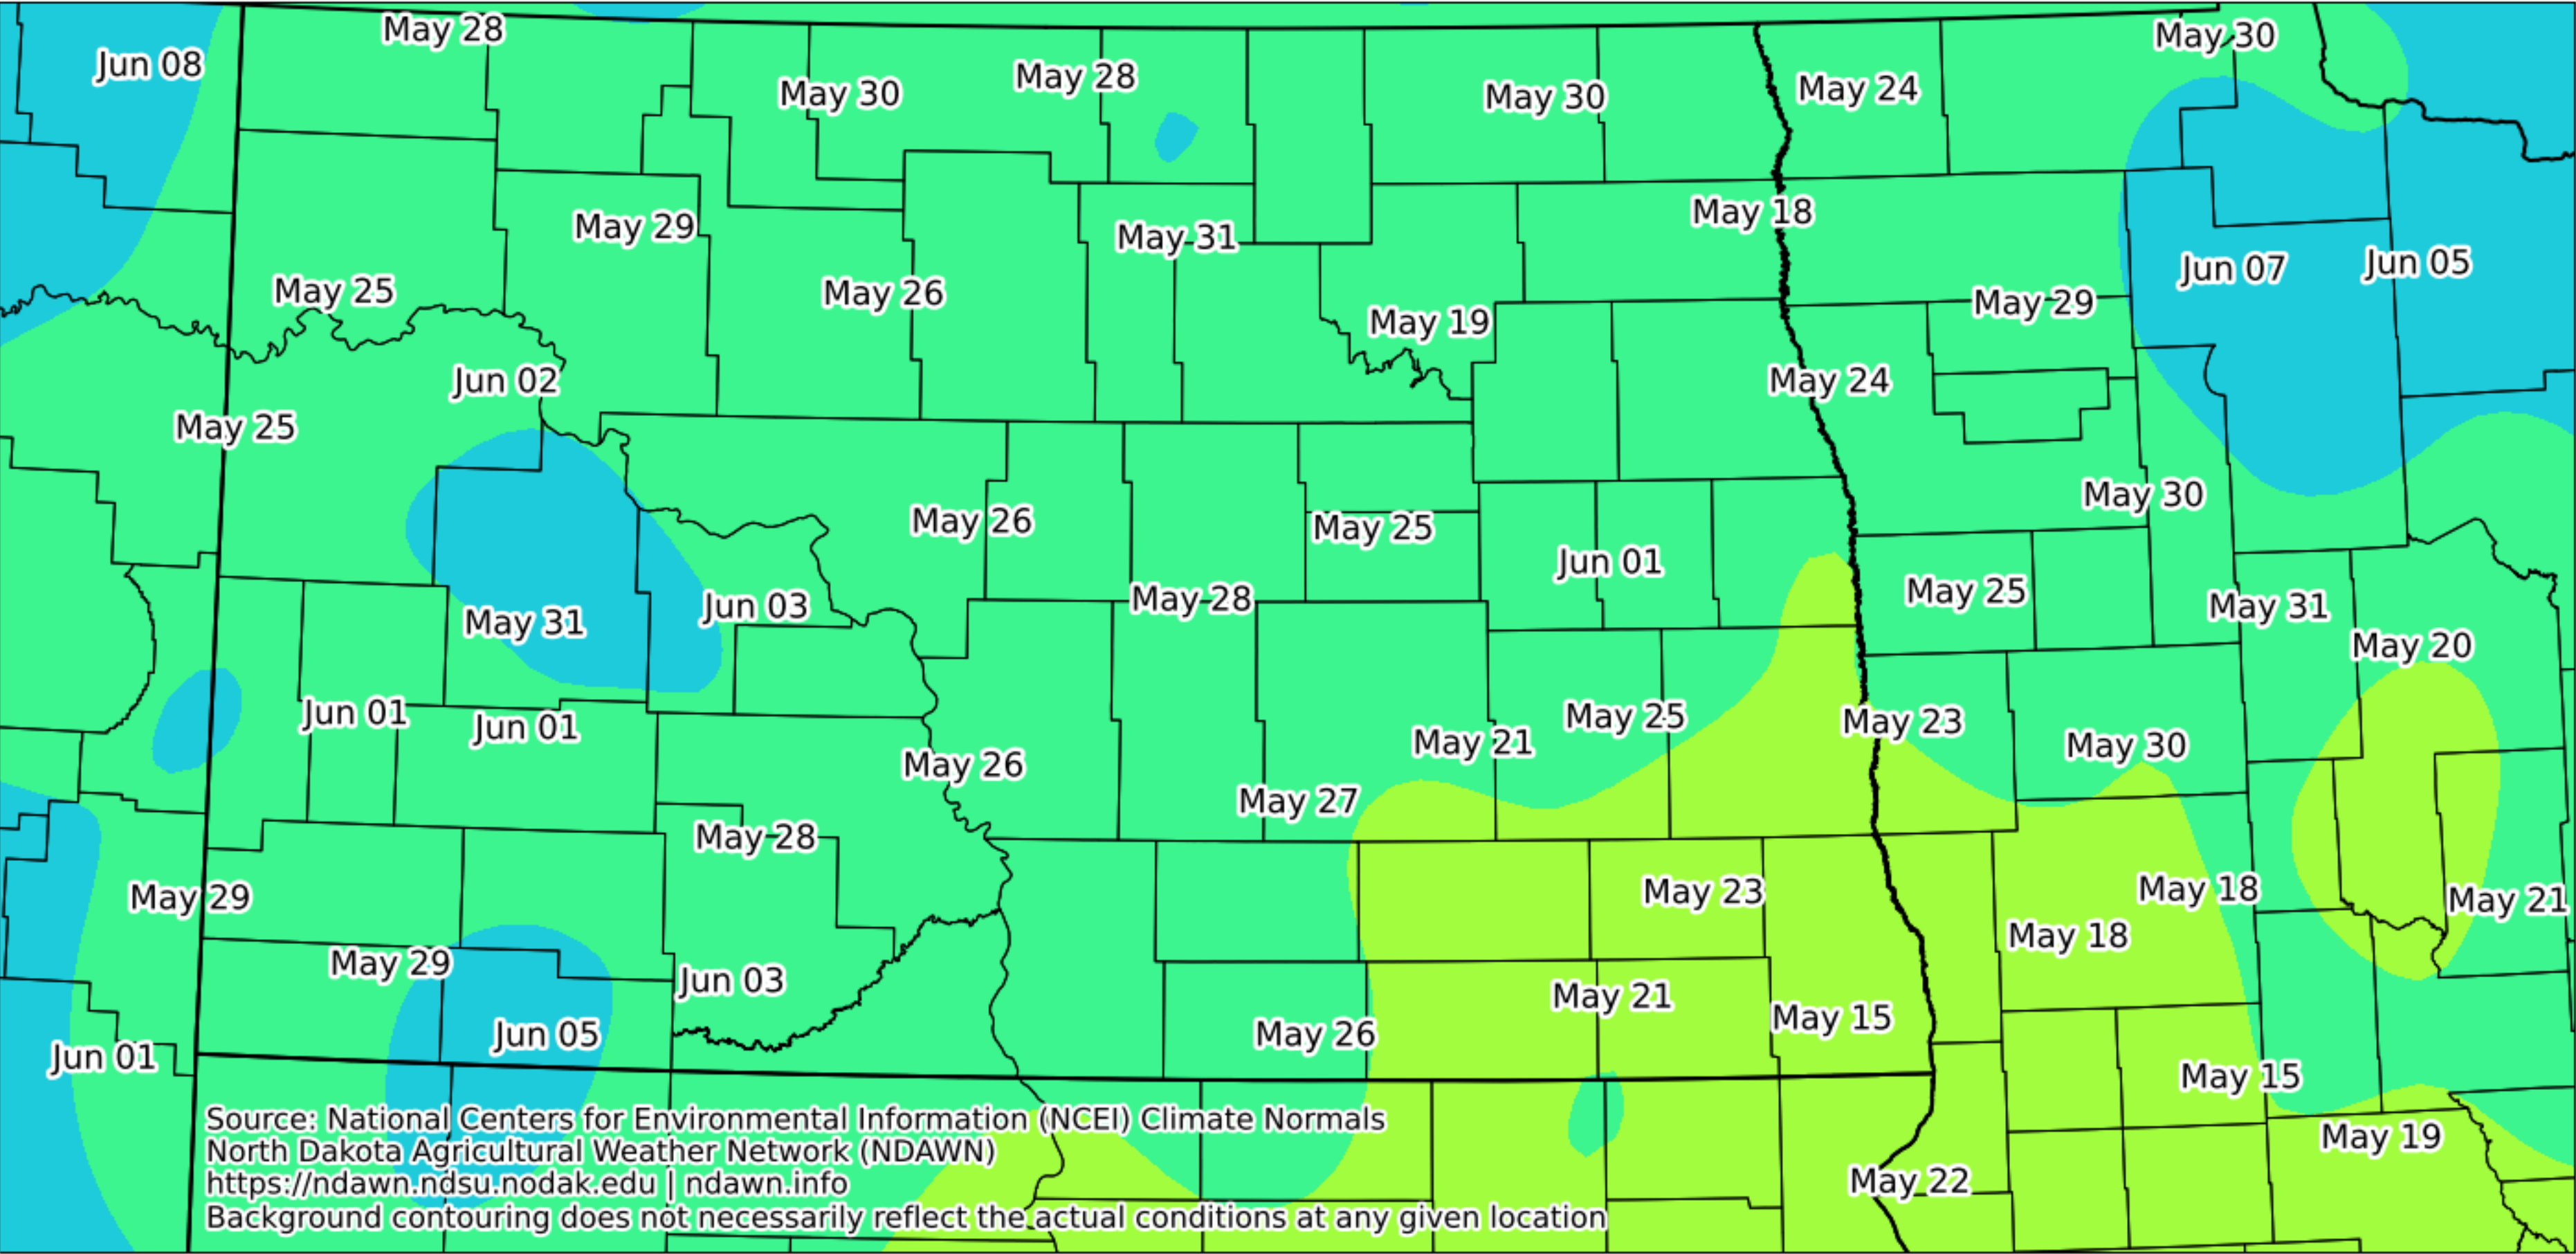 May 28
May 30
Jun 08
May 28
May 30
May 30
May 24
May 29
May 31
May 18
Jun 07
Jun 05
May 25
May 26
May 19
May 29
Jun 02
May 24
May 25
May 30
May 26
May 25
Jun 01
May 25
May 31
Jun 03
May 28
May 31
May 20
Jun 01
Jun 01
May 21
May 25
May 23
May 30
May 26
May 27
May 28
May 29
May 23
May 18
May 21
May 18
May 29
Jun 03
May 21
May 15
Jun 05
May 26
Jun 01
May 15
Source: National Centers for Environmental Information (NCEI) Climate Normals
May 19
North Dakota Agricultural Weather Network (NDAWN)
https://ndawn.ndsu.nodak.edu | ndawn.info
May 22
Background contouring does not necessarily reflect the actual conditions at any given location